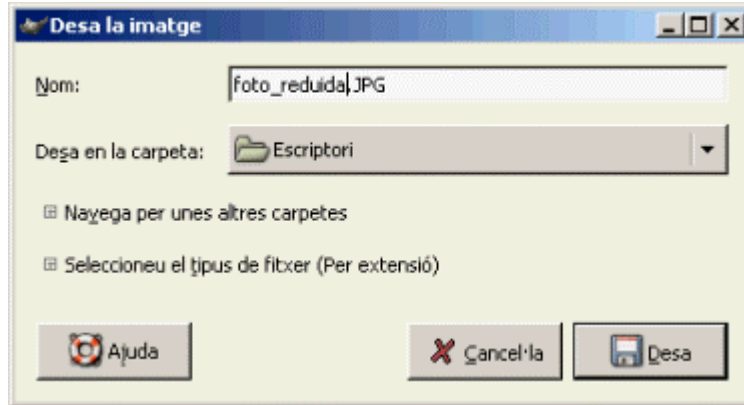 Desa la imatge
Nom: foto_reduida.JPG
Desa en la carpeta: Escriptori
Navega per unes altres carpetes
Seleccioneu el tipus de fitxer (Per extensió)
Ajuda Cancel·la Desa